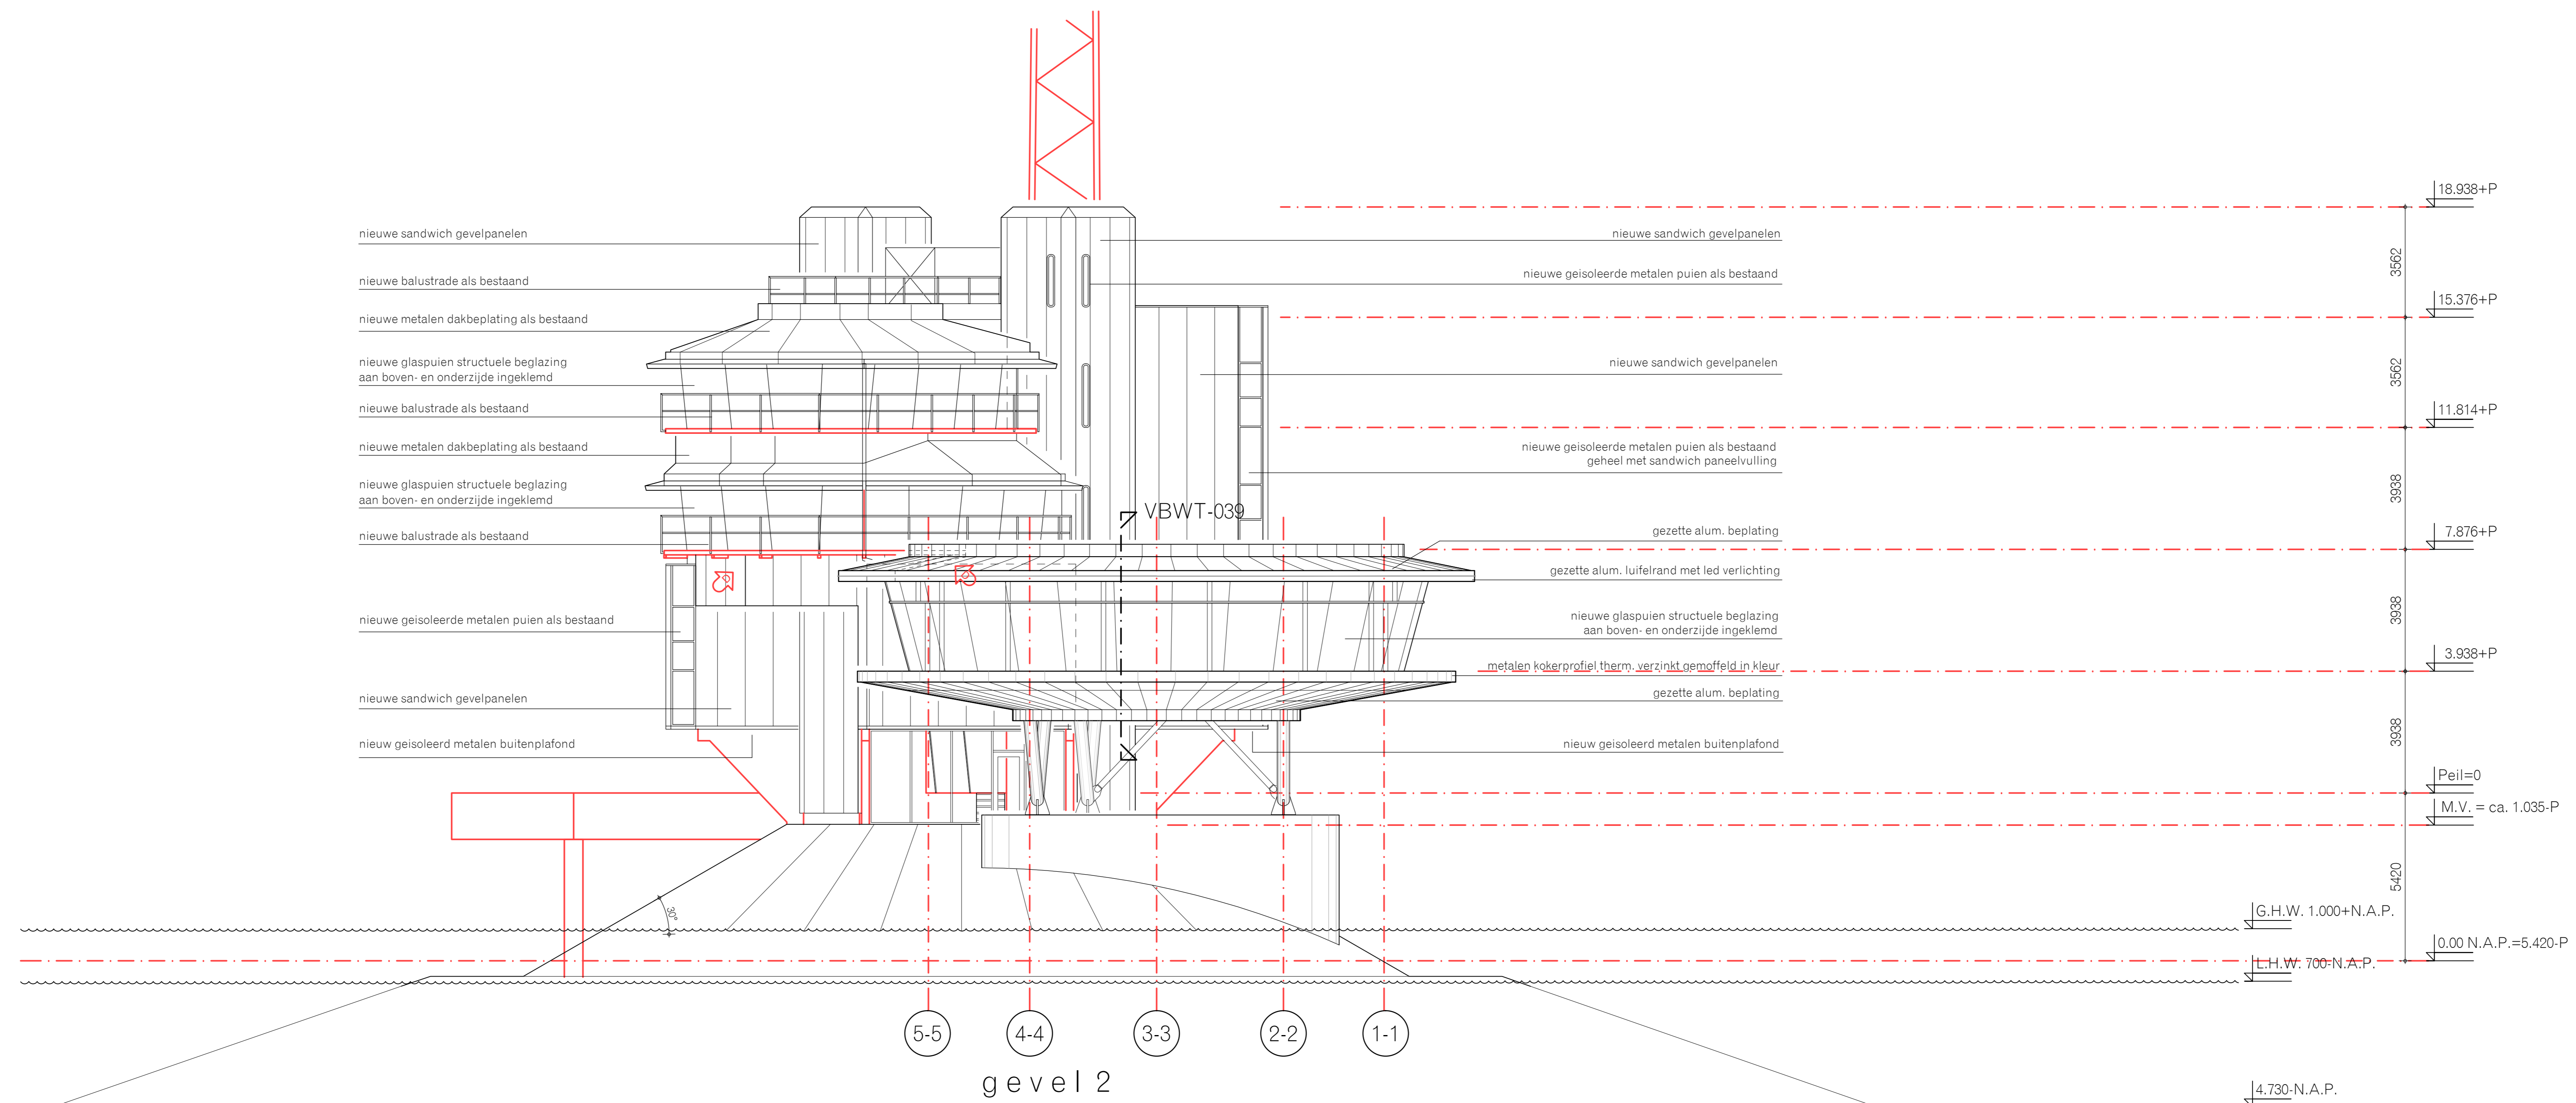 nieuwe sandwich gevelpanelen
nieuwe balustrade als bestaand
nieuwe metalen dakbeplating als bestaand
nieuwe glaspuien structuele beglazing
aan boven- en onderzijde ingeklemd
nieuwe balustrade als bestaand
nieuwe metalen dakbeplating als bestaand
nieuwe glaspuien structuele beglazing
aan boven- en onderzijde ingeklemd
nieuwe balustrade als bestaand
nieuwe geisoleerde metalen puien als bestaand
nieuwe sandwich gevelpanelen
nieuw geisoleerd metalen buitenplafond
30°
VBWT-039
nieuwe sandwich gevelpanelen
nieuwe geisoleerde metalen puien als bestaand
nieuwe sandwich gevelpanelen
nieuwe geisoleerde metalen puien als bestaand
geheel met sandwich paneelvulling
gezette alum. beplating
gezette alum. luifelrand met led verlichting
nieuwe glaspuien structuele beglazing
aan boven- en onderzijde ingeklemd
metalen kokerprofiel therm. verzinkt gemoffeld in kleur
gezette alum. beplating
nieuw geisoleerd metalen buitenplafond
18.938+P
3562
15.376+P
3562
11.814+P
3938
7.876+P
3938
3.938+P
3938
Peil=0
M.V. = ca. 1.035-P
5420
G.H.W. 1.000+N.A.P.
0.00 N.A.P.=5.420-P
L.H.W. 700-N.A.P.
4.730-N.A.P.
5-5
4-4
3-3
2-2
1-1
gevel 2